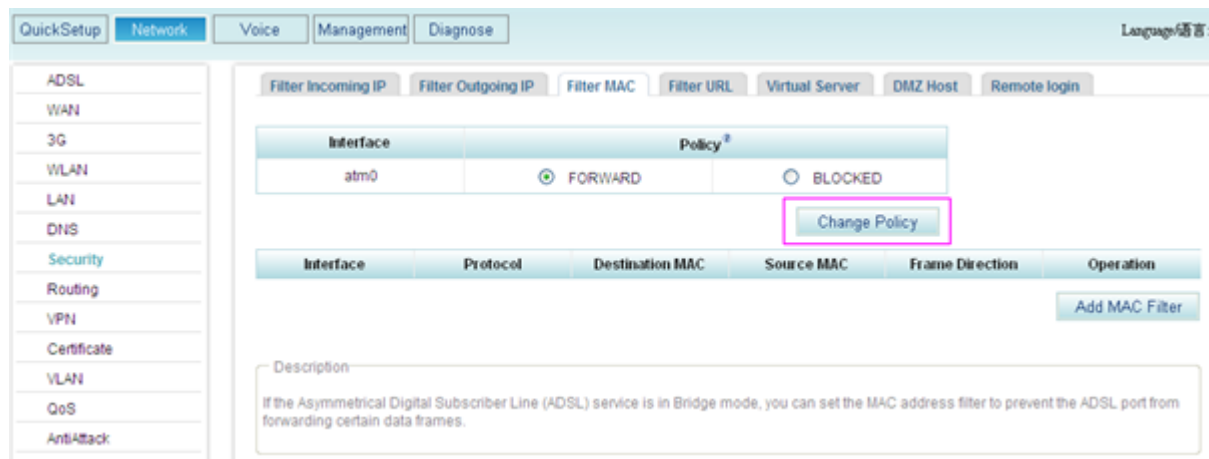 QuickSetup Network Voice Management Diagnose Language/语言:
ADSL
WAN
3G
WLAN
LAN
DNS
Security
Routing
VPN
Certificate
VLAN
QoS
AntiAttack
Filter Incoming IP Filter Outgoing IP Filter MAC Filter URL Virtual Server DMZ Host Remote login
Interface Policy
atm0 FORWARD BLOCKED
Change Policy
Interface Protocol Destination MAC Source MAC Frame Direction Operation
Add MAC Filter
Description
If the Asymmetrical Digital Subscriber Line (ADSL) service is in Bridge mode, you can set the MAC address filter to prevent the ADSL port from
forwarding certain data frames.